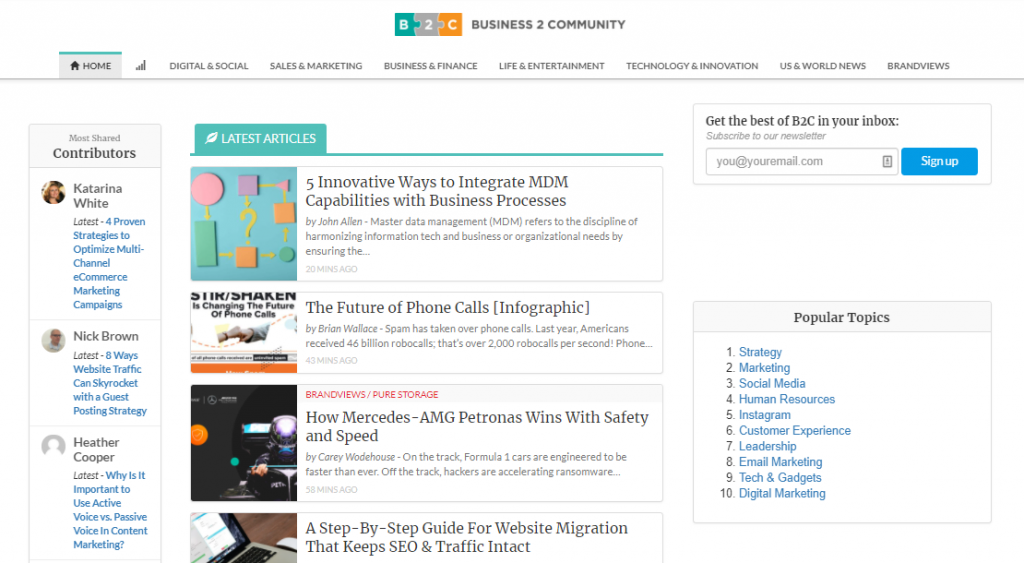 B 2 C BUSINESS 2 COMMUNITY
HOME DIGITAL & SOCIAL SALES & MARKETING BUSINESS & FINANCE LIFE & ENTERTAINMENT TECHNOLOGY & INNOVATION US & WORLD NEWS BRANDVIEWS
Most Shared
Contributors
Katarina
White
Latest - 4 Proven
Strategies to
Optimize Multi-
Channel
eCommerce
Marketing
Campaigns
Nick Brown
Latest - 8 Ways
Website Traffic
Can Skyrocket
with a Guest
Posting Strategy
Heather
Cooper
Latest - Why Is It
Important to
Use Active
Voice vs. Passive
Voice In Content
Marketing?
LATEST ARTICLES
5 Innovative Ways to Integrate MDM
Capabilities with Business Processes
by John Allen - Master data management (MDM) refers to the discipline of
harmonizing information tech and business or organizational needs by
ensuring the...
20 MINS AGO
STIR/SHAKEN
Is Changing The Future
Of Phone Calls
The Future of Phone Calls [Infographic]
by Brian Wallace - Spam has taken over phone calls. Last year, Americans
received 46 billion robocalls; that's over 2,000 robocalls per second! Phone...
43 MINS AGO
BRANDVIEWS / PURE STORAGE
How Mercedes-AMG Petronas Wins With Safety
and Speed
by Carey Wodehouse - On the track, Formula 1 cars are engineered to be
faster than ever. Off the track, hackers are accelerating ransomware...
58 MINS AGO
A Step-By-Step Guide For Website Migration
That Keeps SEO & Traffic Intact
Get the best of B2C in your inbox:
Subscribe to our newsletter
you@youremail.com
Sign up
Popular Topics
1. Strategy
2. Marketing
3. Social Media
4. Human Resources
5. Instagram
6. Customer Experience
7. Leadership
8. Email Marketing
9. Tech & Gadgets
10. Digital Marketing